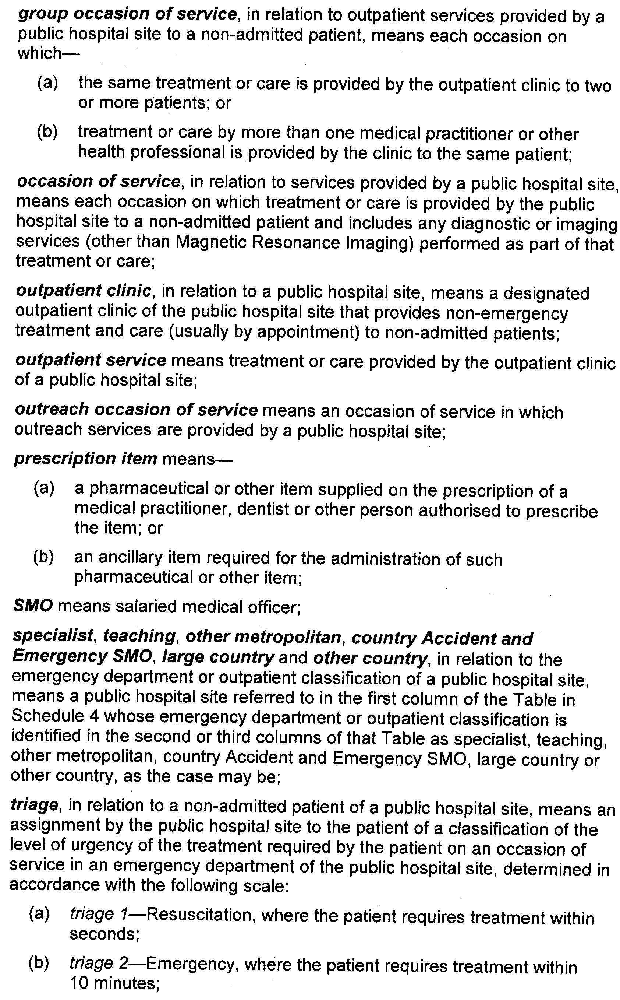 group occasion of service, in relation to outpatient services provided by a
public hospital site to a non-admitted patient, means each occasion on
which—
(a) the same treatment or care is provided by the outpatient clinic to two
or more patients; or
(b) treatment or care by more than one medical practitioner or other
health professional is provided by the clinic to the same patient;
occasion of service, in relation to services provided by a public hospital site,
means each occasion on which treatment or care is provided by the public
hospital site to a non-admitted patient and includes any diagnostic or imaging
services (other than Magnetic Resonance Imaging) performed as part of that
treatment or care;
outpatient clinic, in relation to a public hospital site, means a designated
outpatient clinic of the public hospital site that provides non-emergency
treatment and care (usually by appointment) to non-admitted patients;
outpatient service means treatment or care provided by the outpatient clinic
of a public hospital site;
outreach occasion of service means an occasion of service in which
outreach services are provided by a public hospital site;
prescription item means—
(a) a pharmaceutical or other item supplied on the prescription of a
medical practitioner, dentist or other person authorised to prescribe
the item; or
(b) an ancillary item required for the administration of such
pharmaceutical or other item;
SMO means salaried medical officer;
specialist, teaching, other metropolitan, country Accident and
Emergency SMO, large country and other country, in relation to the
emergency department or outpatient classification of a public hospital site,
means a public hospital site referred to in the first column of the Table in
Schedule 4 whose emergency department or outpatient classification is
identified in the second or third columns of that Table as specialist, teaching,
other metropolitan, country Accident and Emergency SMO, large country or
other country, as the case may be;
triage, in relation to a non-admitted patient of a public hospital site, means an
assignment by the public hospital site to the patient of a classification of the
level of urgency of the treatment required by the patient on an occasion of
service in an emergency department of the public hospital site, determined in
accordance with the following scale:
(a) triage 1—Resuscitation, where the patient requires treatment within
seconds;
(b) triage 2—Emergency, where the patient requires treatment within
10 minutes;